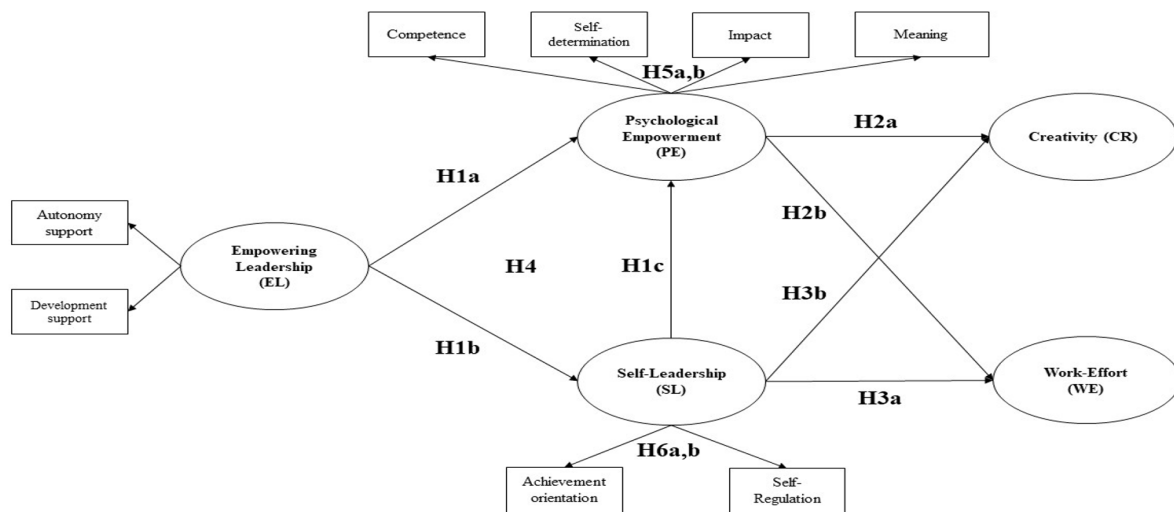 Competence
Self-
determination
Impact
Meaning
H5a,b
Psychological
Empowerment
(PE)
H2a
Creativity (CR)
H1a
H2b
Autonomy
support
Empowering
Leadership
(EL)
H4
H1c
H3b
Development
support
H1b
Self-Leadership
(SL)
H3a
Work-Effort
(WE)
H6a,b
Achievement
orientation
Self-
Regulation